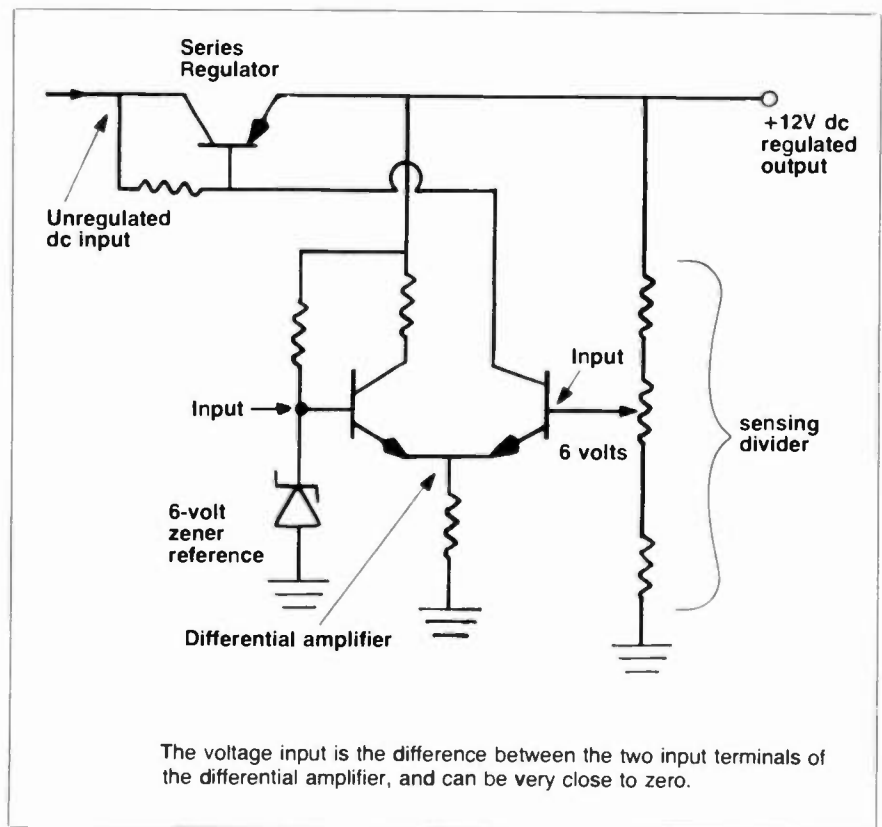 Series
Regulator
+12V dc
regulated
output
Unregulated
dc input
Input
Input
6 volts
sensing
divider
6-volt
zener
reference
Differential amplifier
The voltage input is the difference between the two input terminals of
the differential amplifier, and can be very close to zero.